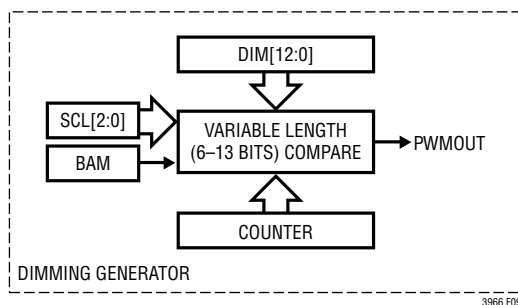 DIM[12:0]
SCL[2:0]
BAM
VARIABLE LENGTH
(6–13 BITS) COMPARE
PWMOUT
COUNTER
DIMMING GENERATOR
3966 F09